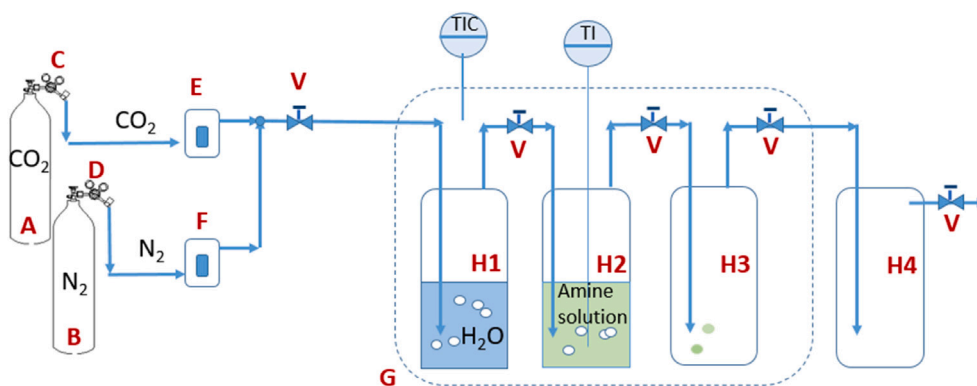 TIC
TI
C
E
V
CO₂
CO₂
D
A
F
N₂
N₂
B
V
V
V
V
H1
H2
H3
H4
Amine
solution
H₂O
G